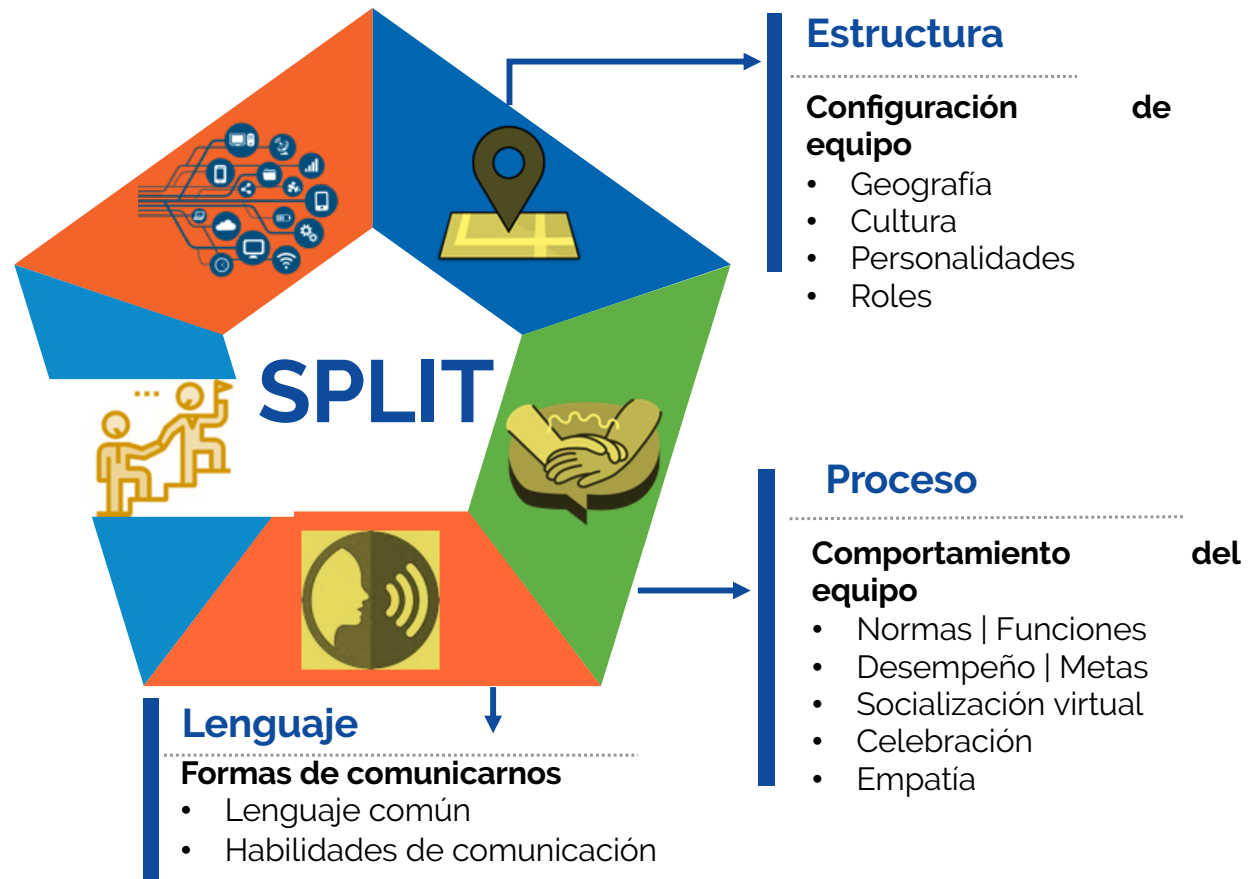 SPLIT
Estructura
Configuración de
equipo
• Geografía
• Cultura
• Personalidades
• Roles
Proceso
Comportamiento del
equipo
• Normas | Funciones
• Desempeño | Metas
• Socialización virtual
• Celebración
• Empatía
Lenguaje
Formas de comunicarnos
• Lenguaje común
• Habilidades de comunicación